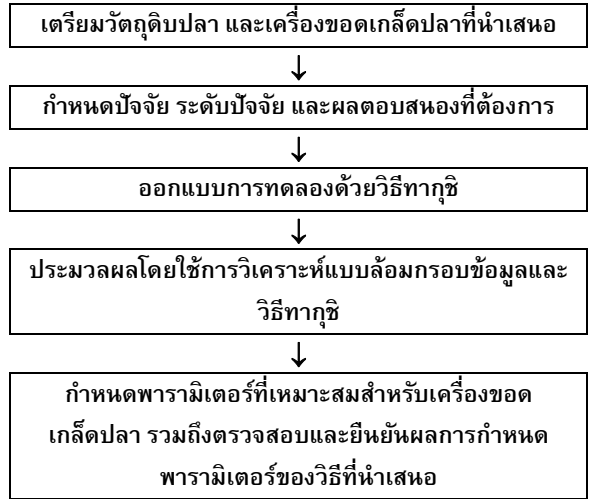 เตรียมวัตถุดิบปลา และเครื่องขอดเกล็ดปลาที่นำเสนอ
↓
กำหนดปัจจัย ระดับปัจจัย และผลตอบสนองที่ต้องการ
↓
ออกแบบการทดลองด้วยวิธีทากุชิ
↓
ประมวลผลโดยใช้การวิเคราะห์แบบล้อมกรอบข้อมูลและ
วิธีทากุชิ
↓
กำหนดพารามิเตอร์ที่เหมาะสมสำหรับเครื่องขอด
เกล็ดปลา รวมถึงตรวจสอบและยืนยันผลการกำหนด
พารามิเตอร์ของวิธีที่นำเสนอ